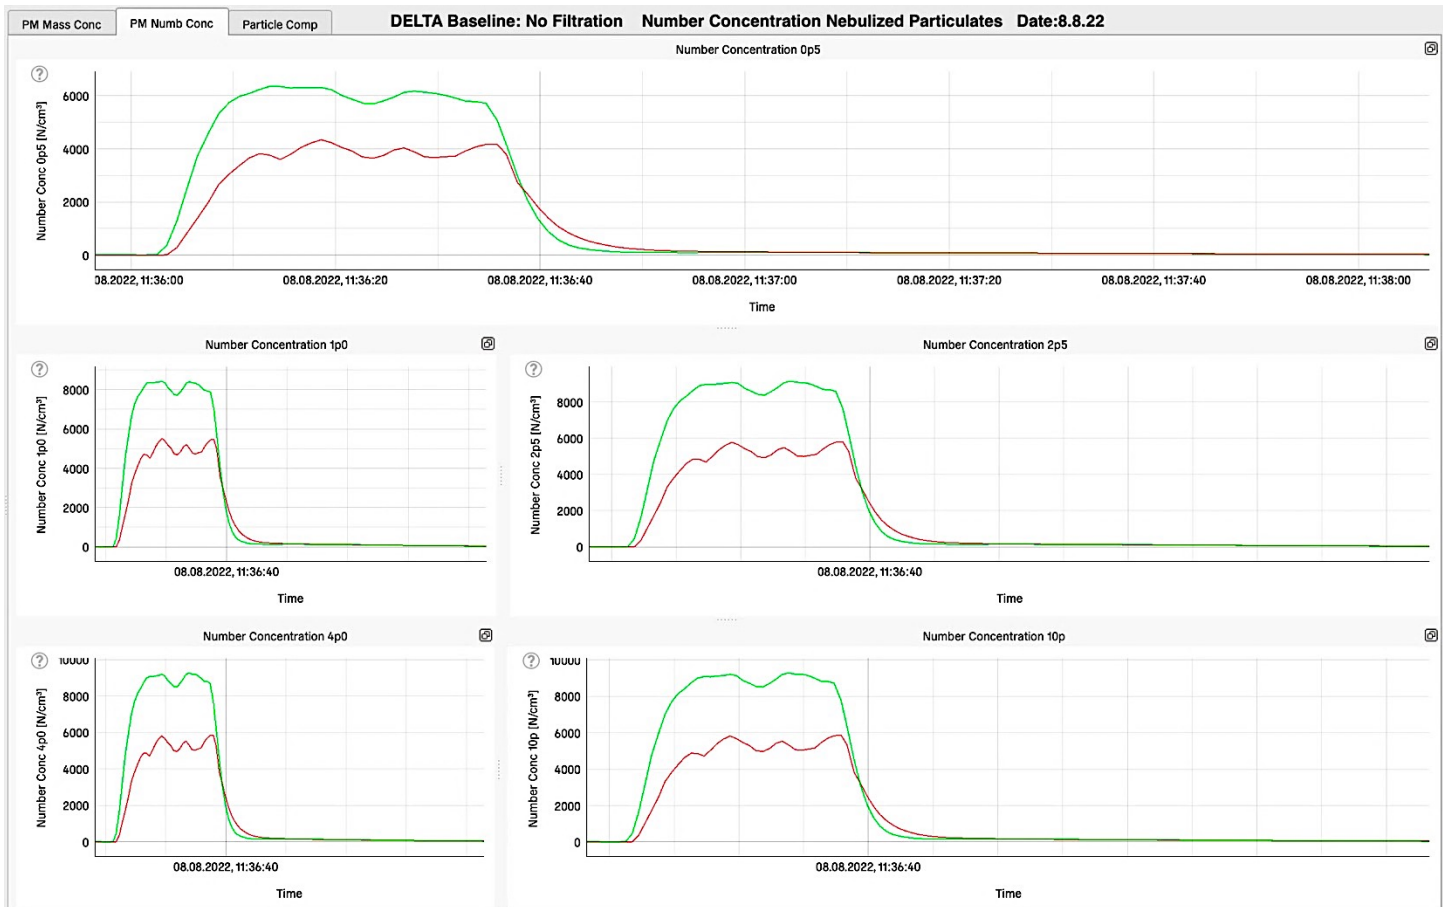 PM Mass Conc
PM Numb Conc
Particle Comp
DELTA Baseline: No Filtration Number Concentration Nebulized Particulates Date:8.8.22
Number Concentration 0p5
?
Number Conc 0p5 [N/cm³]
6000
4000
2000
0
08.2022, 11:36:00
08.08.2022, 11:36:20
08.08.2022, 11:36:40
08.08.2022, 11:37:00
08.08.2022, 11:37:20
08.08.2022, 11:37:40
08.08.2022, 11:38:00
Time
Number Concentration 1p0
?
Number Conc 1p0 [N/cm³]
8000
6000
4000
2000
0
08.08.2022, 11:36:40
Time
Number Concentration 2p5
?
Number Conc 2p5 [N/cm³]
8000
6000
4000
2000
0
08.08.2022, 11:36:40
Time
Number Concentration 4p0
?
Number Conc 4p0 [N/cm³]
10000
8000
6000
4000
2000
0
08.08.2022, 11:36:40
Time
Number Concentration 10p
?
Number Conc 10p [N/cm³]
10000
8000
6000
4000
2000
0
08.08.2022, 11:36:40
Time